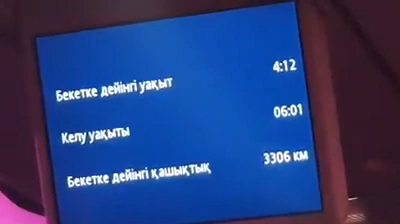 Бекетке дейінгі уақыт 4:12
Келу уақыты 06:01
Бекетке дейінгі қашықтық 3306 км